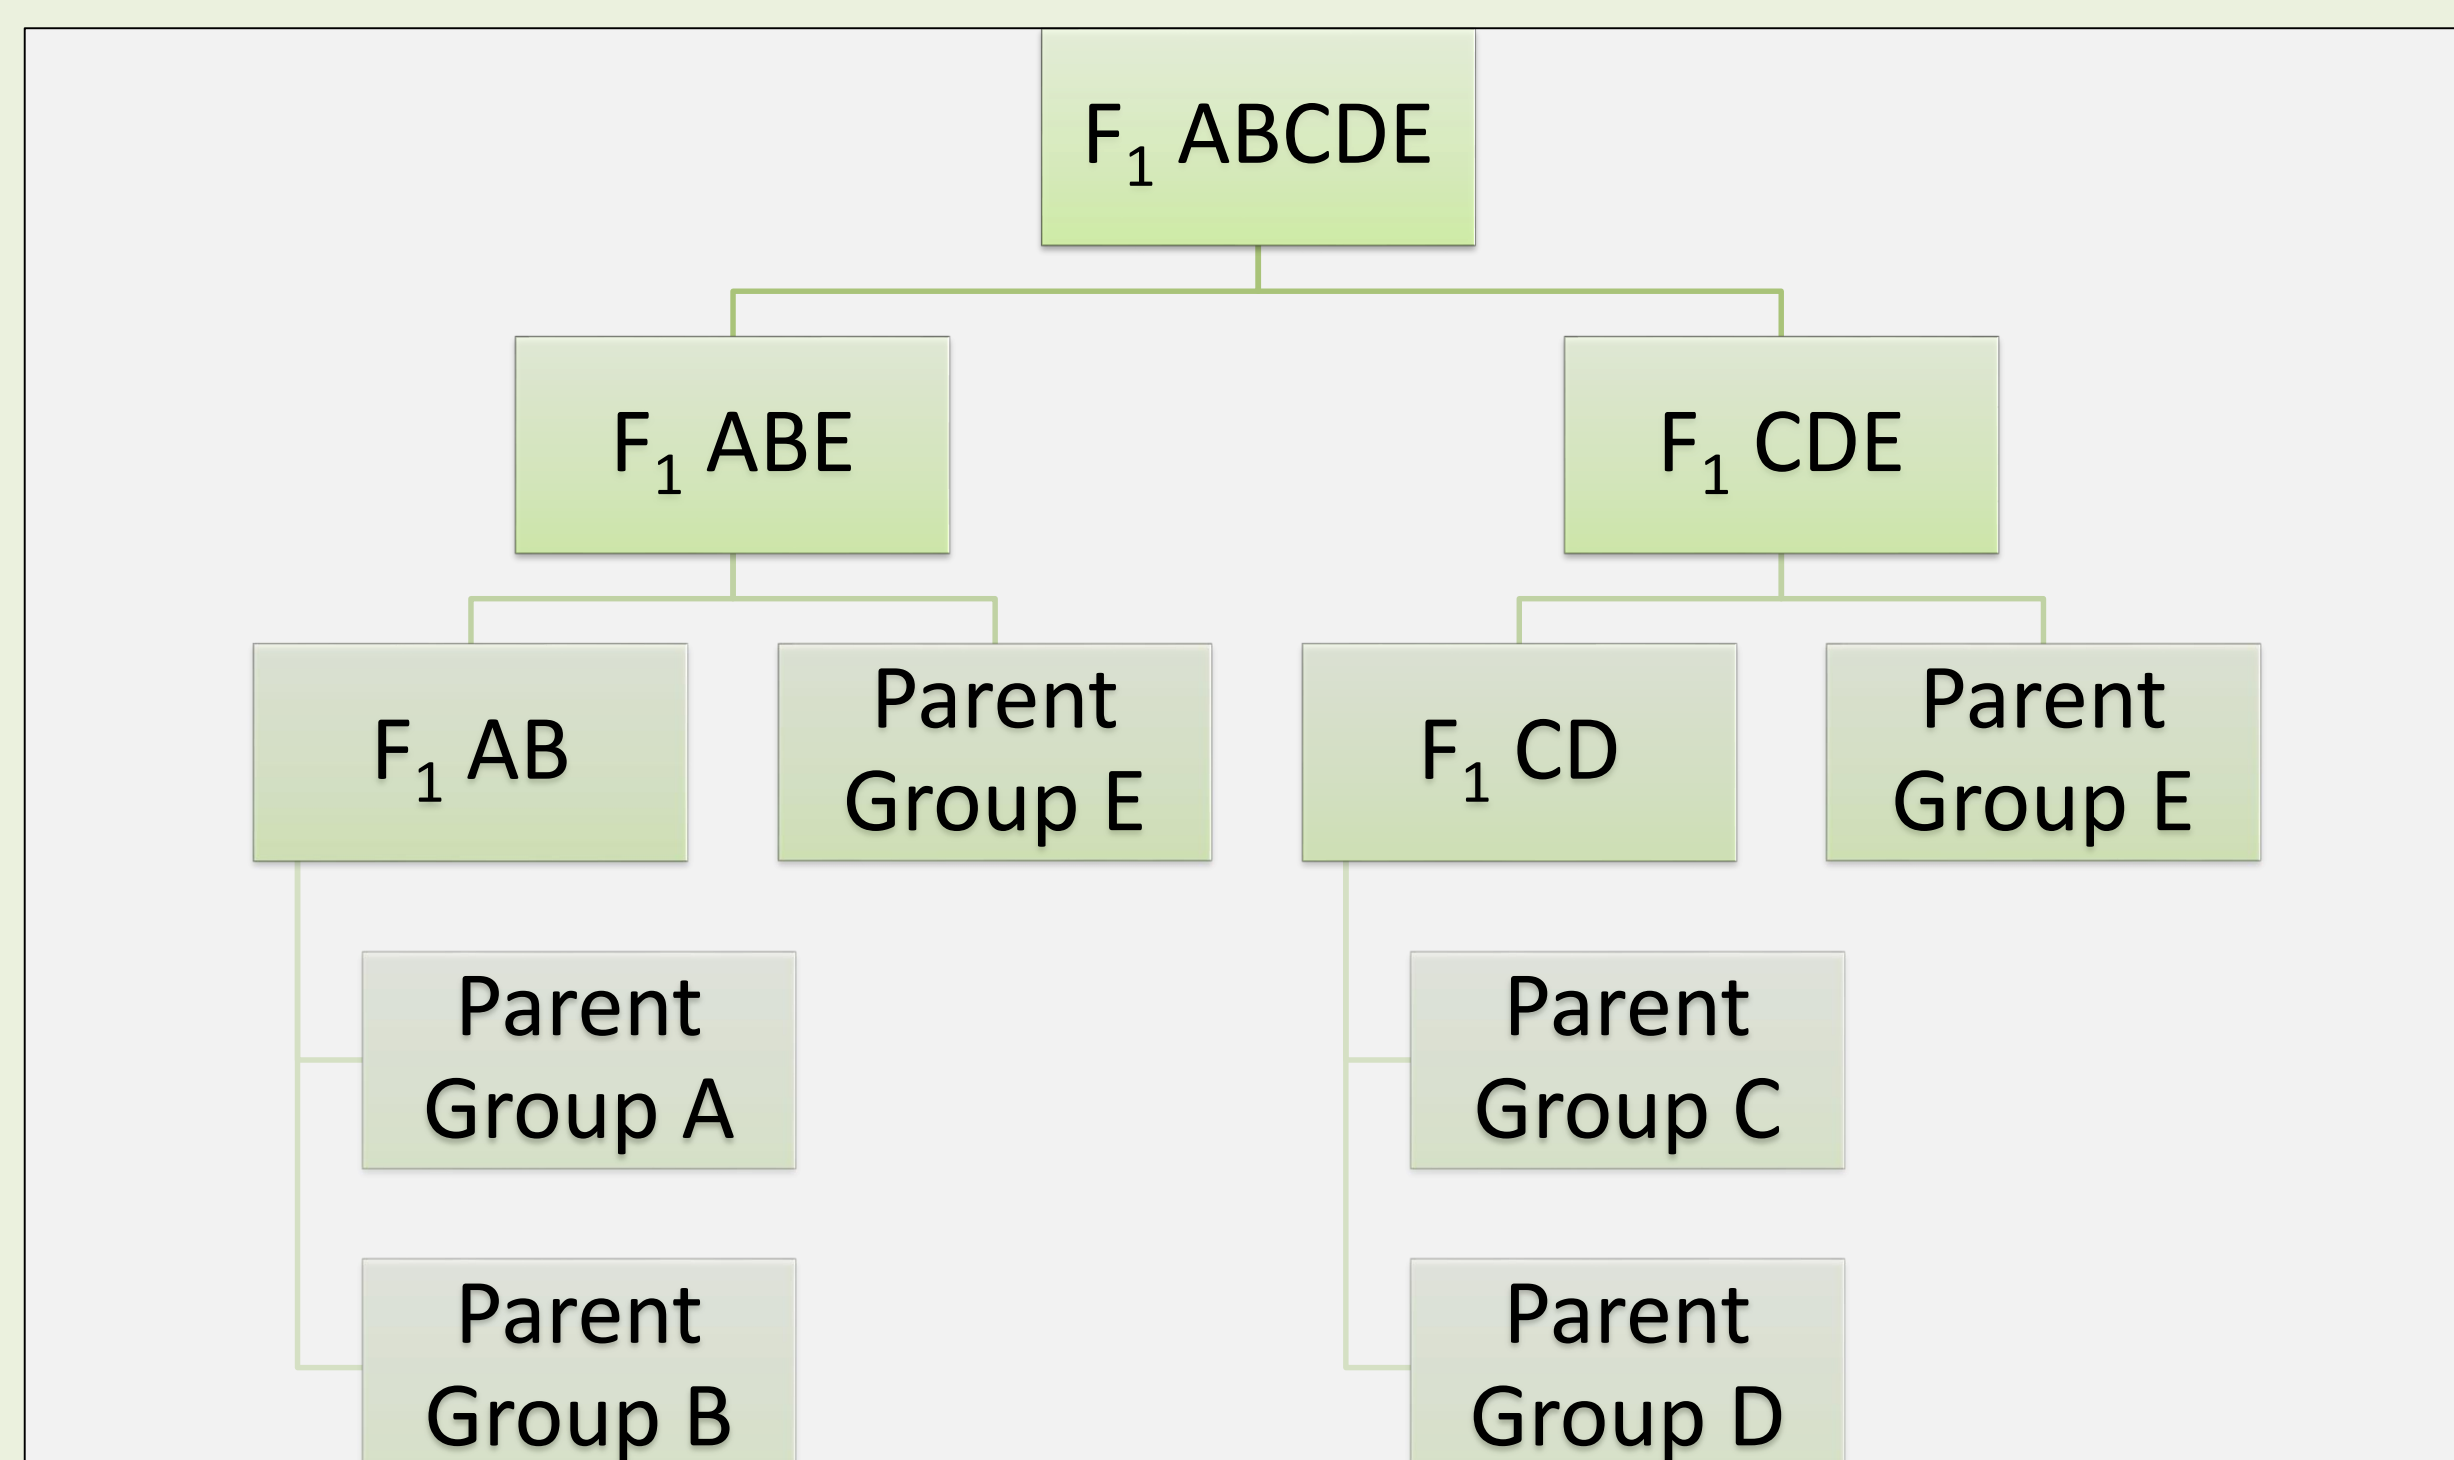 F₁ ABCDE
F₁ ABE
F₁ CDE
F₁ AB
Parent
Group E
F₁ CD
Parent
Group E
Parent
Group A
Parent
Group C
Parent
Group B
Parent
Group D